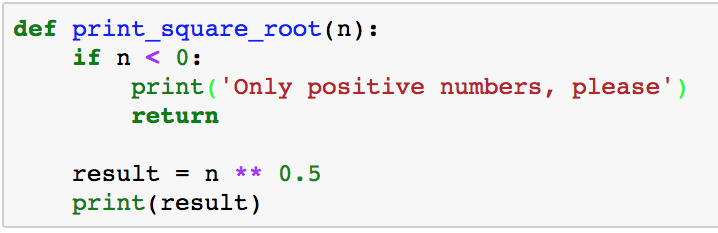 def print_square_root(n):
    if n < 0:
        print('Only positive numbers, please')
        return

    result = n ** 0.5
    print(result)